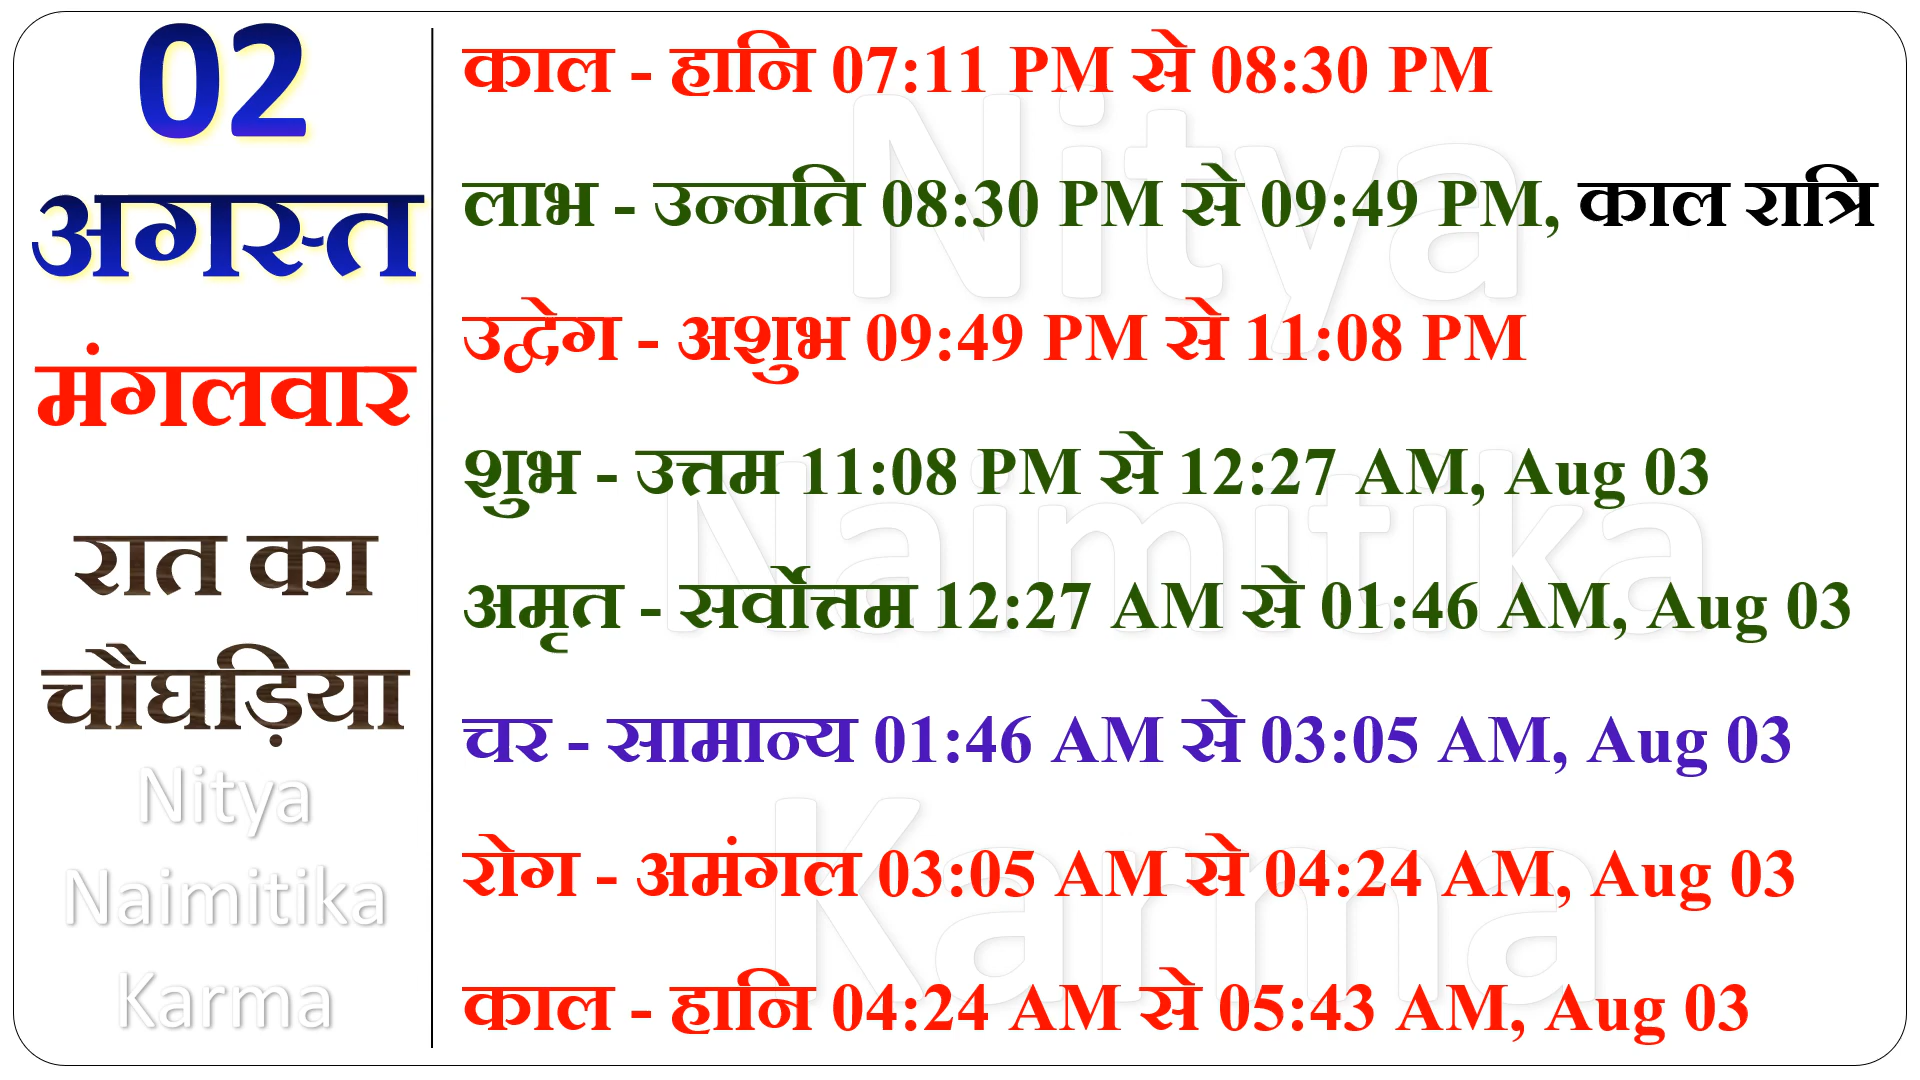 02
अगस्त
मंगलवार
रात का
चौघड़िया
Nitya
Naimitika
Karma
काल - हानि 07:11 PM से 08:30 PM
लाभ - उन्नति 08:30 PM से 09:49 PM, काल रात्रि
उद्वेग - अशुभ 09:49 PM से 11:08 PM
शुभ - उत्तम 11:08 PM से 12:27 AM, Aug 03
अमृत - सर्वोत्तम 12:27 AM से 01:46 AM, Aug 03
चर - सामान्य 01:46 AM से 03:05 AM, Aug 03
रोग - अमंगल 03:05 AM से 04:24 AM, Aug 03
काल - हानि 04:24 AM से 05:43 AM, Aug 03
Nitya
Naimitika
Karma